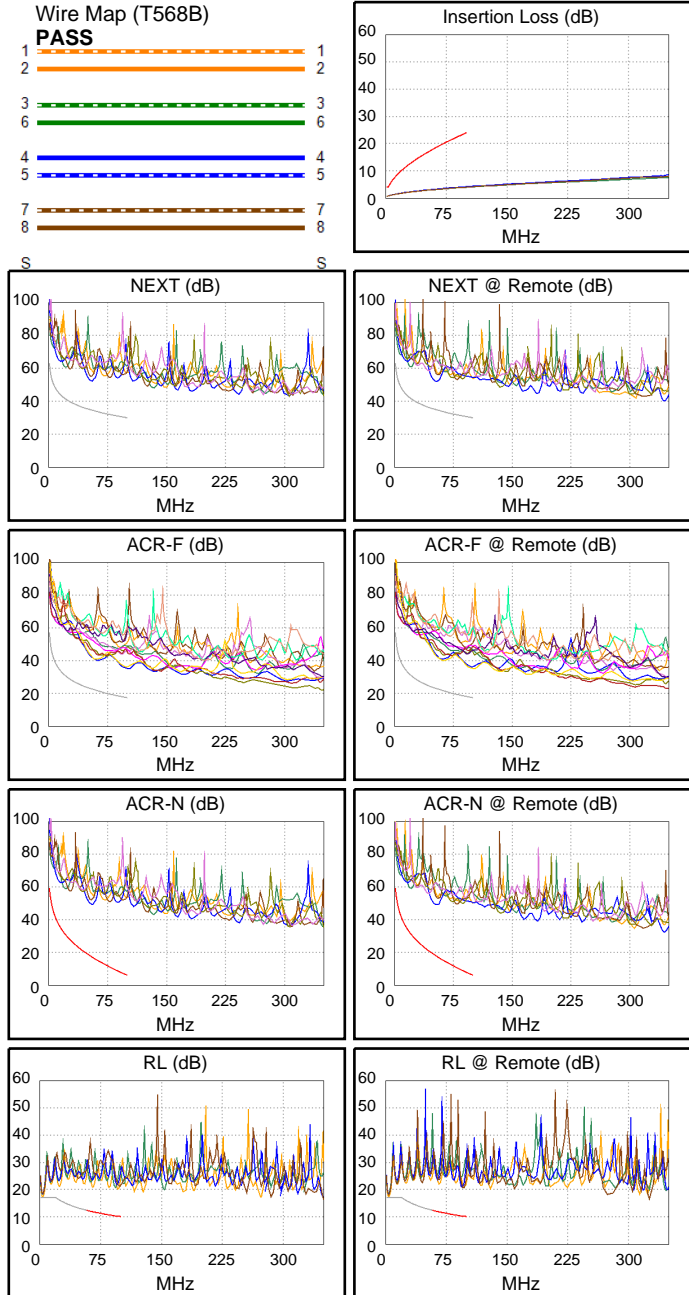 Wire Map (T568B)
PASS
1 1
2 2
3 3
6 6
4 4
5 5
7 7
8 8
S S
Insertion Loss (dB)
60
50
40
30
20
10
0
0 75 150 225 300
MHz
NEXT (dB)
100
80
60
40
20
0
0 75 150 225 300
MHz
NEXT @ Remote (dB)
100
80
60
40
20
0
0 75 150 225 300
MHz
ACR-F (dB)
100
80
60
40
20
0
0 75 150 225 300
MHz
ACR-F @ Remote (dB)
100
80
60
40
20
0
0 75 150 225 300
MHz
ACR-N (dB)
100
80
60
40
20
0
0 75 150 225 300
MHz
ACR-N @ Remote (dB)
100
80
60
40
20
0
0 75 150 225 300
MHz
RL (dB)
60
50
40
30
20
10
0
0 75 150 225 300
MHz
RL @ Remote (dB)
60
50
40
30
20
10
0
0 75 150 225 300
MHz